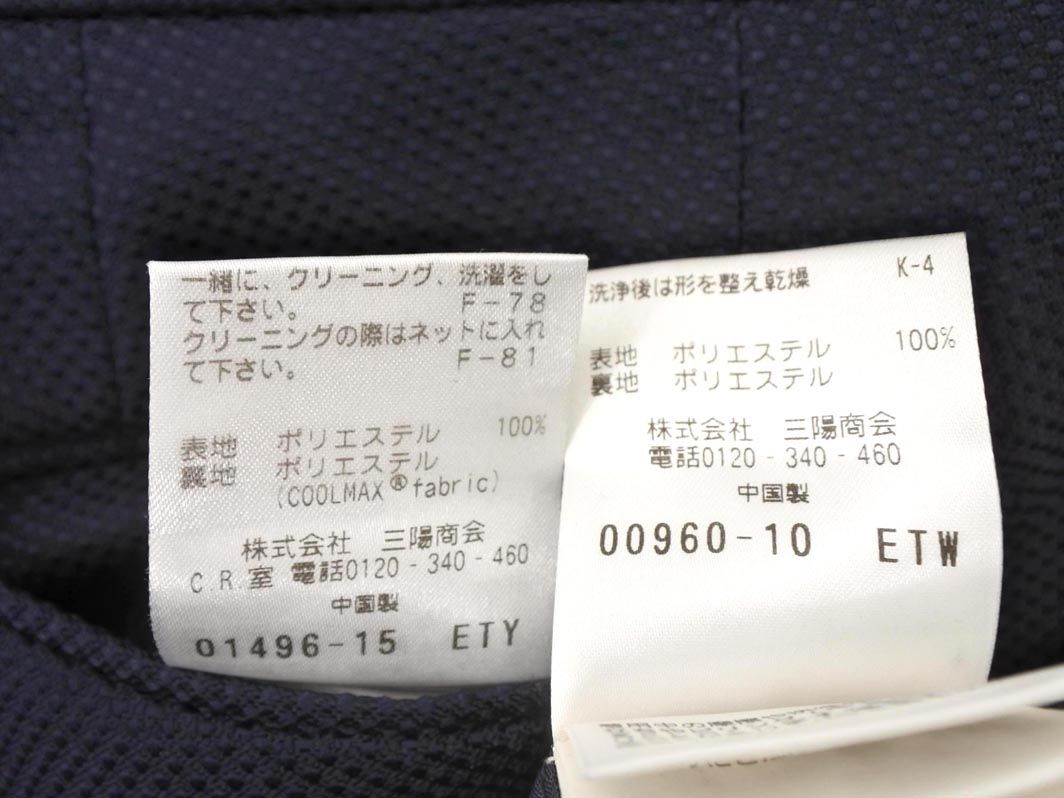 一緒に、クリーニング、洗濯をし
て下さい。 F-78
クリーニングの際はネットに入れ
て下さい。 F-81
表地 ポリエステル 100%
裏地 ポリエステル
(COOLMAX®fabric)
株式会社 三陽商会
C.R.室 電話0120-340-460
中国製
01496-15 ETY
K-4
洗浄後は形を整え乾燥
表地 ポリエステル 100%
裏地 ポリエステル
株式会社 三陽商会
電話0120-340-460
中国製
00960-10 ETW